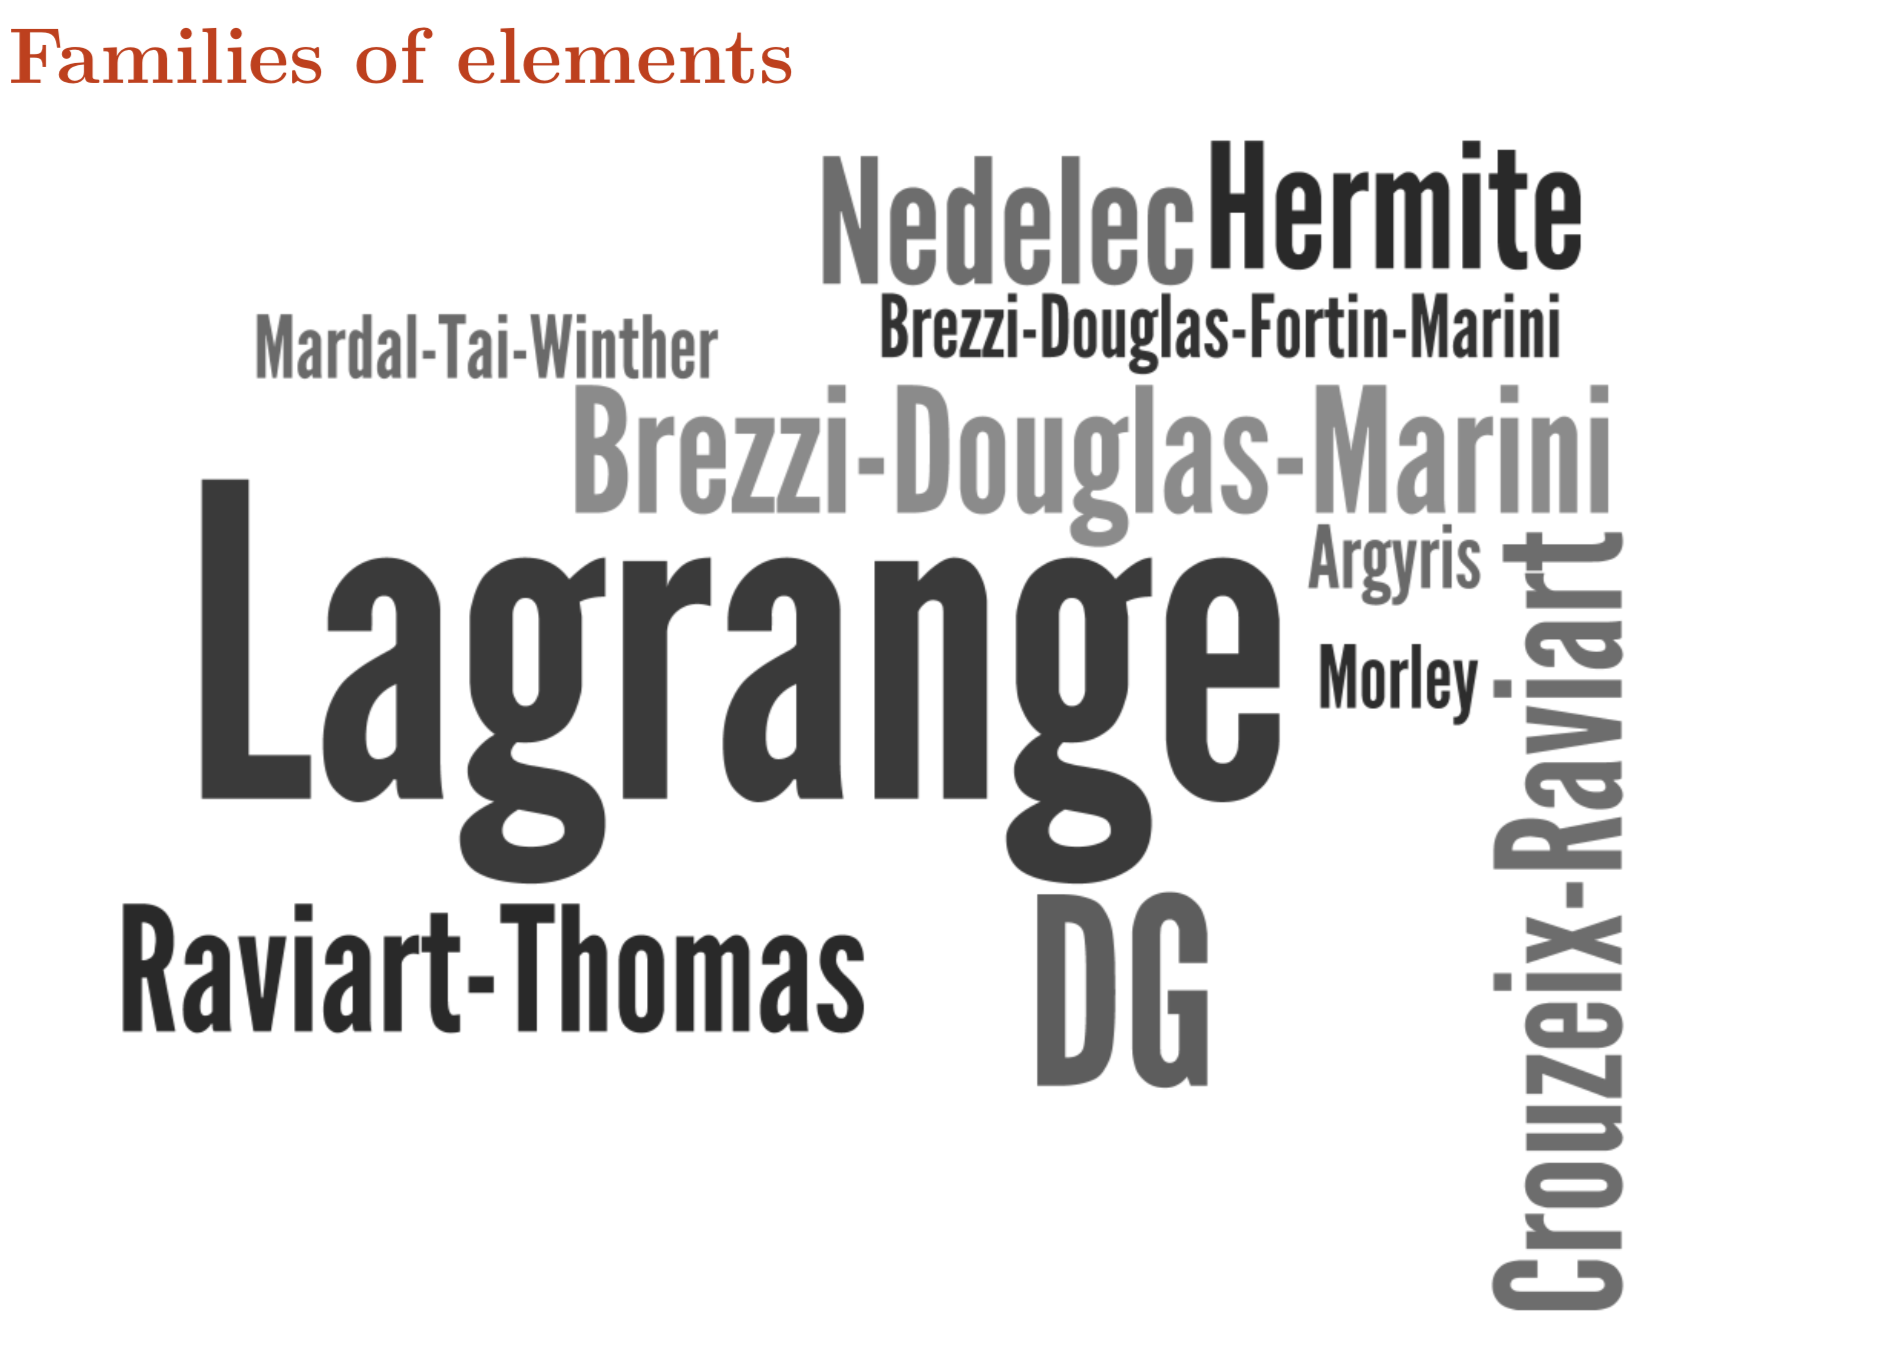 Families of elements
Nedelec
Hermite
Mardal-Tai-Winther
Brezzi-Douglas-Fortin-Marini
Brezzi-Douglas-Marini
Lagrange
Argyris
Morley
Crouzeix-Raviart
Raviart-Thomas
DG